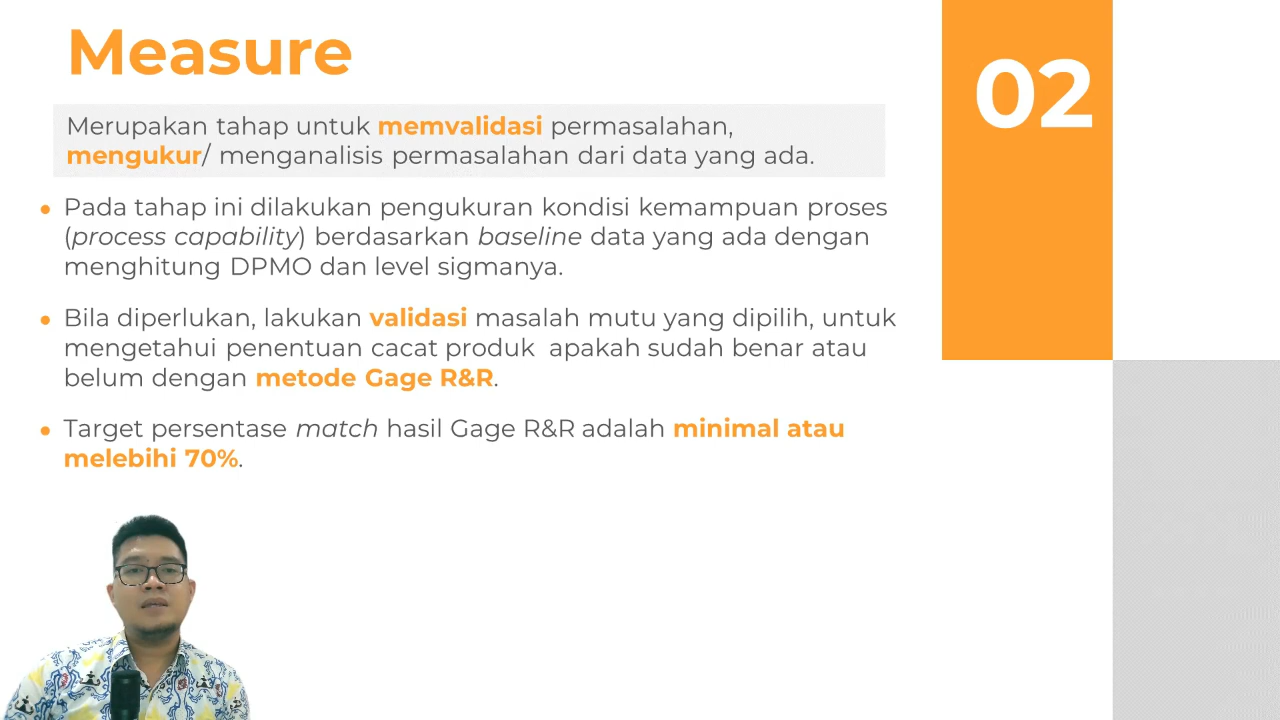 Measure
02
Merupakan tahap untuk memvalidasi permasalahan,
mengukur/ menganalisis permasalahan dari data yang ada.
• Pada tahap ini dilakukan pengukuran kondisi kemampuan proses
(process capability) berdasarkan baseline data yang ada dengan
menghitung DPMO dan level sigmanya.
• Bila diperlukan, lakukan validasi masalah mutu yang dipilih, untuk
mengetahui penentuan cacat produk  apakah sudah benar atau
belum dengan metode Gage R&R.
• Target persentase match hasil Gage R&R adalah minimal atau
melebihi 70%.